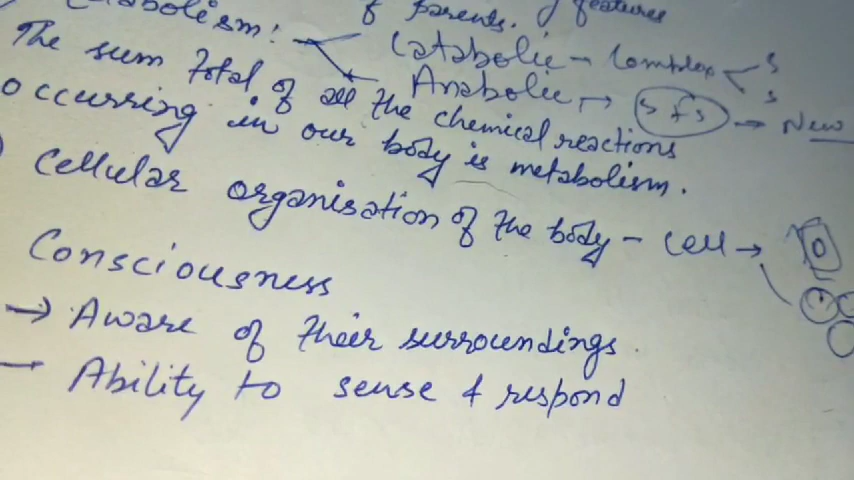 of parents. features
Metabolism: Catabolic - Complex s s
Anabolic → s + s → New
The sum total of all the chemical reactions
occurring in our body is metabolism.
) Cellular organisation of the body - Cell →
Consciousness
→ Aware of their surroundings.
- Ability to sense & respond